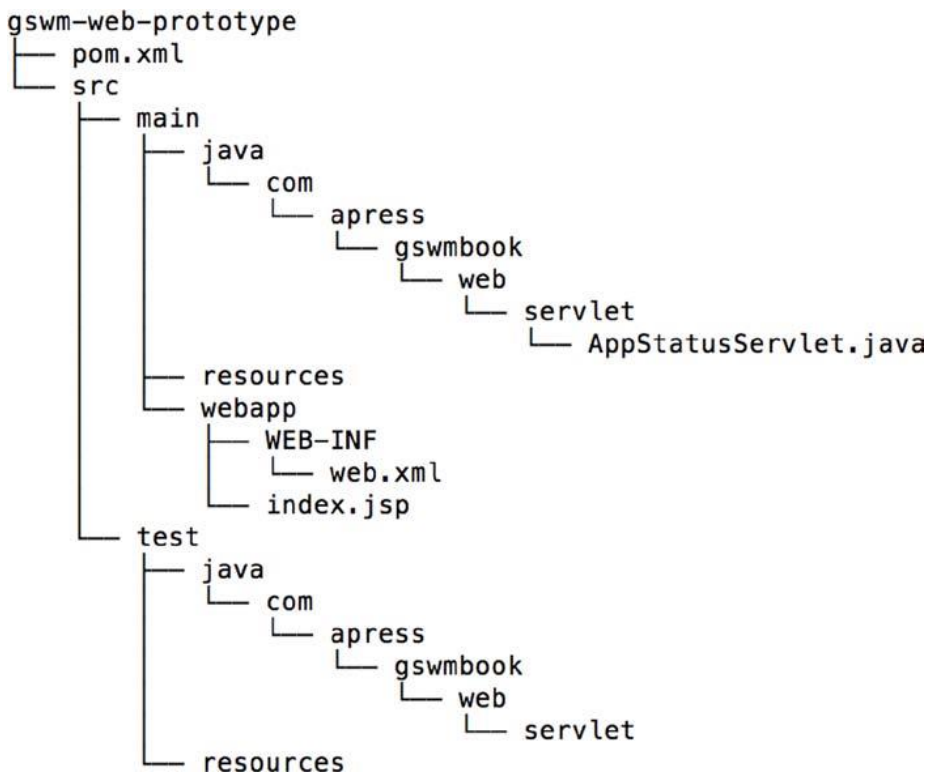 gswm-web-prototype
├── pom.xml
└── src
    ├── main
    │   ├── java
    │   │   └── com
    │   │       └── apress
    │   │           └── gswmbook
    │   │               └── web
    │   │                   └── servlet
    │   │                       └── AppStatusServlet.java
    │   ├── resources
    │   └── webapp
    │       ├── WEB-INF
    │       │   └── web.xml
    │       └── index.jsp
    └── test
        ├── java
        │   └── com
        │       └── apress
        │           └── gswmbook
        │               └── web
        │                   └── servlet
        └── resources